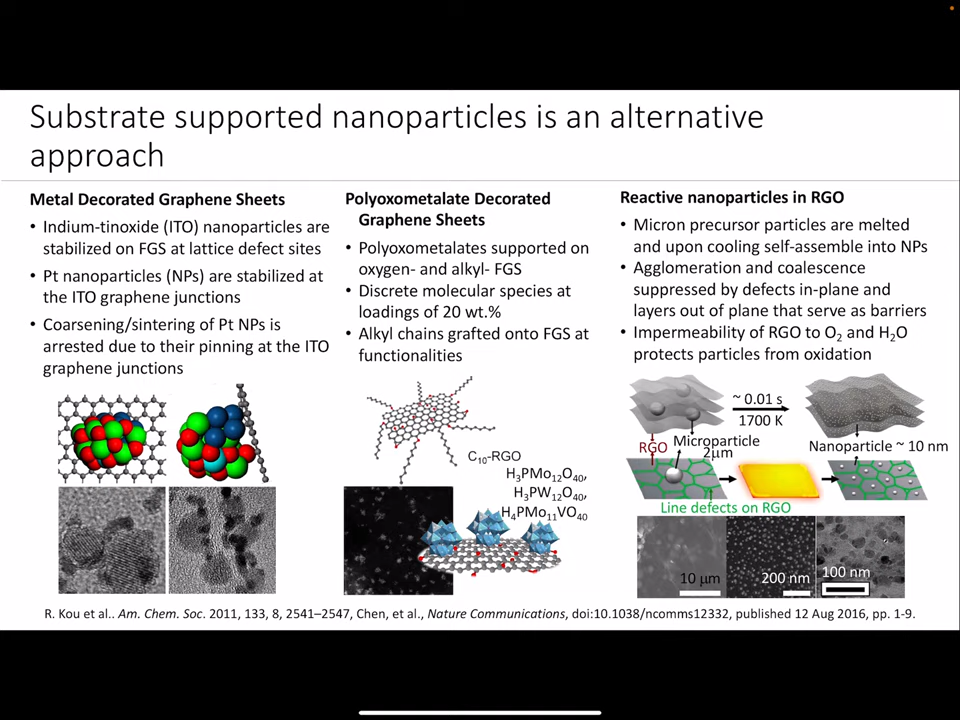 Substrate supported nanoparticles is an alternative
approach
Metal Decorated Graphene Sheets
• Indium-tinoxide (ITO) nanoparticles are
stabilized on FGS at lattice defect sites
• Pt nanoparticles (NPs) are stabilized at
the ITO graphene junctions
• Coarsening/sintering of Pt NPs is
arrested due to their pinning at the ITO
graphene junctions
Polyoxometalate Decorated
Graphene Sheets
• Polyoxometalates supported on
oxygen- and alkyl- FGS
• Discrete molecular species at
loadings of 20 wt.%
• Alkyl chains grafted onto FGS at
functionalities
C₁₀-RGO
H₃PMo₁₂O₄₀,
H₃PW₁₂O₄₀,
H₄PMo₁₁VO₄₀
Reactive nanoparticles in RGO
• Micron precursor particles are melted
and upon cooling self-assemble into NPs
• Agglomeration and coalescence
suppressed by defects in-plane and
layers out of plane that serve as barriers
• Impermeability of RGO to O₂ and H₂O
protects particles from oxidation
~ 0.01 s
1700 K
RGO
Microparticle
2μm
Nanoparticle ~ 10 nm
Line defects on RGO
10 μm
200 nm
100 nm
R. Kou et al.. Am. Chem. Soc. 2011, 133, 8, 2541–2547, Chen, et al., Nature Communications, doi:10.1038/ncomms12332, published 12 Aug 2016, pp. 1-9.